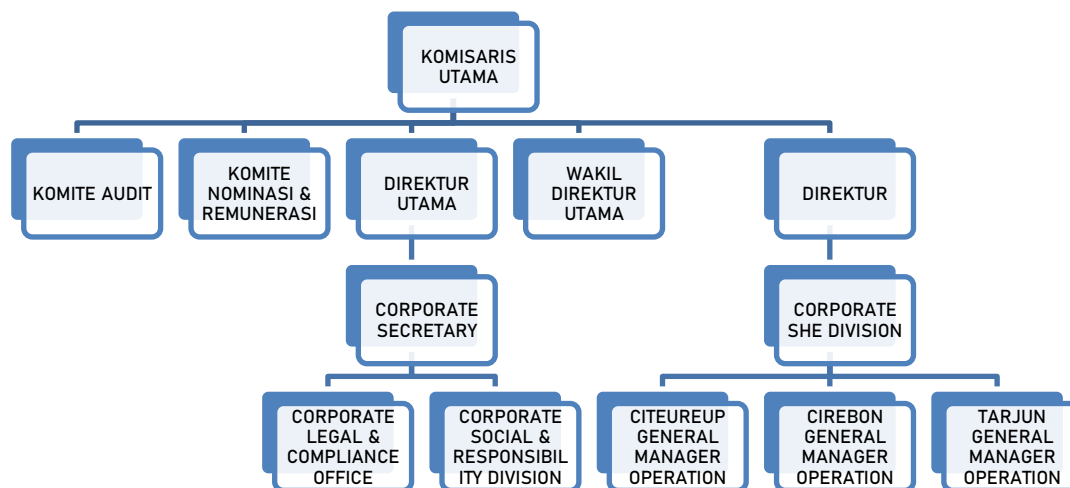 KOMISARIS
UTAMA
KOMITE AUDIT
KOMITE
NOMINASI &
REMUNERASI
DIREKTUR
UTAMA
WAKIL
DIREKTUR
UTAMA
DIREKTUR
CORPORATE
SECRETARY
CORPORATE
SHE DIVISION
CORPORATE
LEGAL &
COMPLIANCE
OFFICE
CORPORATE
SOCIAL &
RESPONSIBIL
ITY DIVISION
CITEUREUP
GENERAL
MANAGER
OPERATION
CIREBON
GENERAL
MANAGER
OPERATION
TARJUN
GENERAL
MANAGER
OPERATION